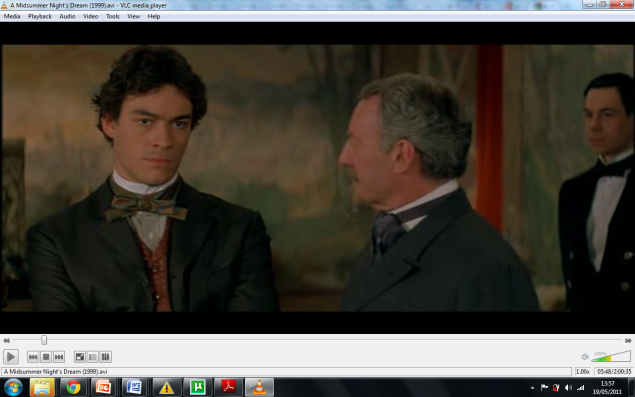 A Midsummer Night's Dream (1999).avi - VLC media player
Media Playback Audio Video Tools View Help
100%
A Midsummer Night's Dream (1999).avi 1.00x 05:48/2:00:35
13:57
19/05/2011